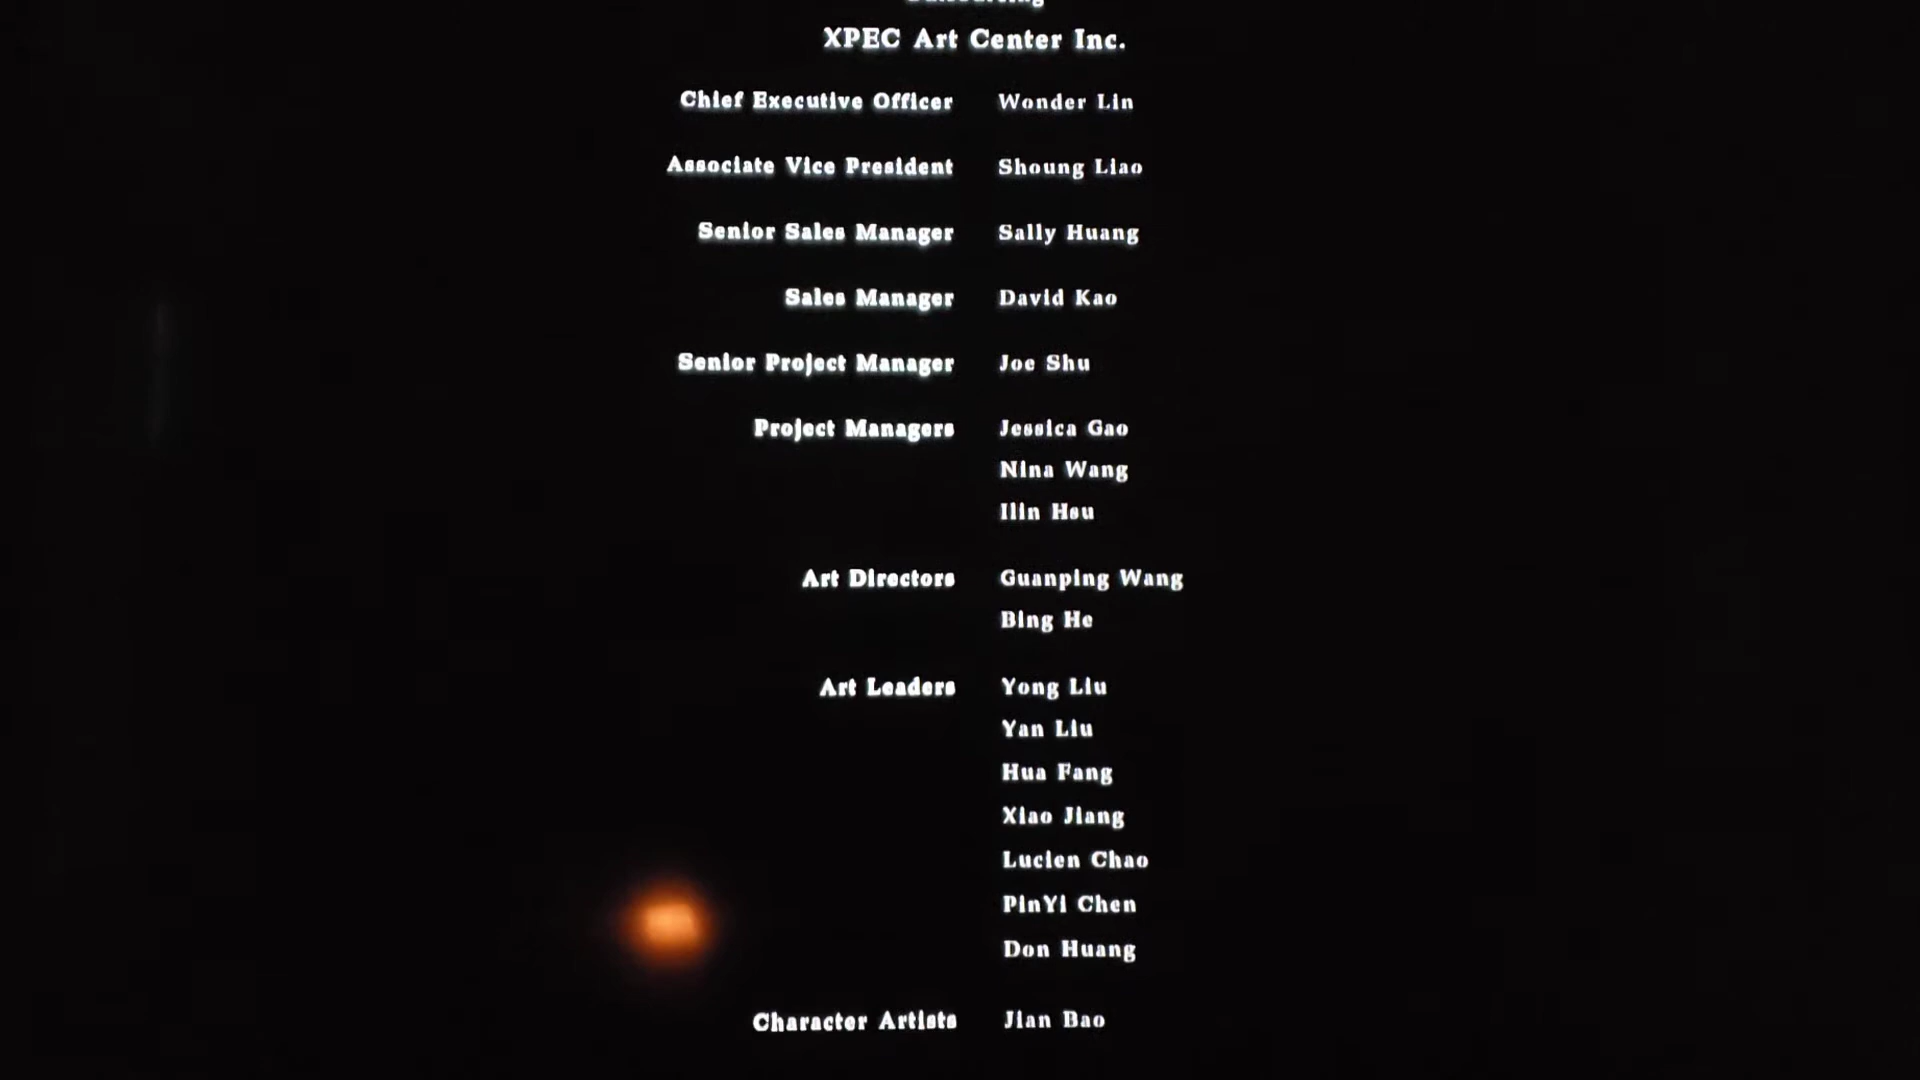 XPEC Art Center Inc.
Chief Executive Officer Wonder Lin
Associate Vice President Shoung Liao
Senior Sales Manager Sally Huang
Sales Manager David Kao
Senior Project Manager Joe Shu
Project Managers Jessica Gao
Nina Wang
Ilin Hsu
Art Directors Guanping Wang
Bing He
Art Leaders Yong Liu
Yan Liu
Hua Fang
Xiao Jiang
Lucien Chao
PinYi Chen
Don Huang
Character Artists Jian Bao